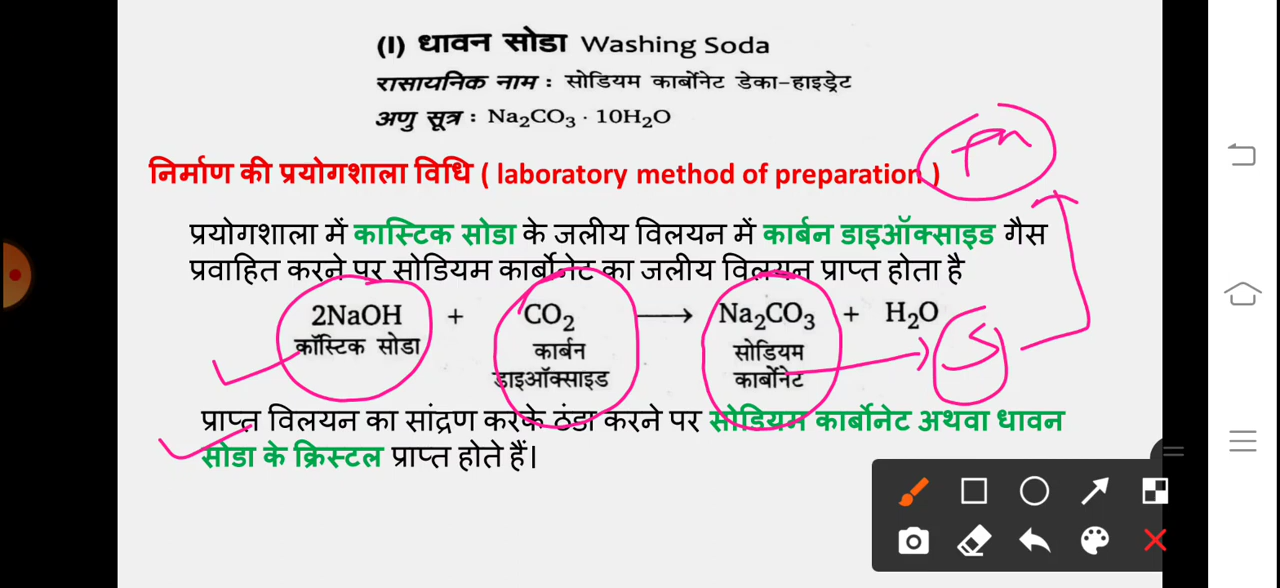 (I) धावन सोडा Washing Soda
रासायनिक नाम : सोडियम कार्बोनेट डेका-हाइड्रेट
अणु सूत्र : Na₂CO₃ · 10H₂O
निर्माण की प्रयोगशाला विधि ( laboratory method of preparation )
प्रयोगशाला में कास्टिक सोडा के जलीय विलयन में कार्बन डाइऑक्साइड गैस
प्रवाहित करने पर सोडियम कार्बोनेट का जलीय विलयन प्राप्त होता है
2NaOH + CO₂ ⟶ Na₂CO₃ + H₂O
कॉस्टिक सोडा कार्बन सोडियम
डाइऑक्साइड कार्बोनेट
प्राप्त विलयन का सांद्रण करके ठंडा करने पर सोडियम कार्बोनेट अथवा धावन
सोडा के क्रिस्टल प्राप्त होते हैं।